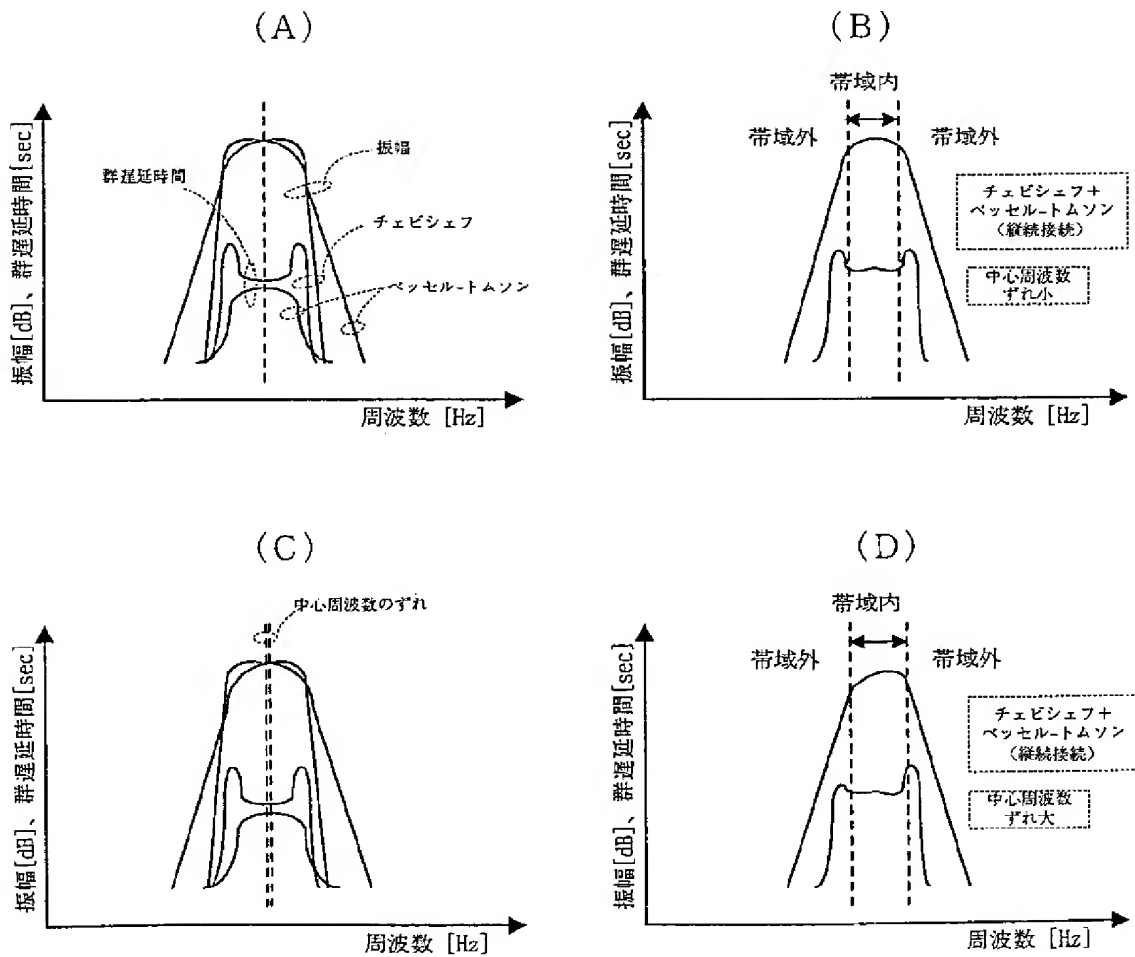 (A)
振幅[dB]、群遅延時間[sec]
群遅延時間
振幅
チェビシェフ
ベッセル-トムソン
周波数 [Hz]
(B)
帯域内
帯域外
帯域外
振幅[dB]、群遅延時間[sec]
チェビシェフ+
ベッセル-トムソン
(縦続接続)
中心周波数
ずれ小
周波数 [Hz]
(C)
中心周波数のずれ
振幅[dB]、群遅延時間[sec]
周波数 [Hz]
(D)
帯域内
帯域外
帯域外
振幅[dB]、群遅延時間[sec]
チェビシェフ+
ベッセル-トムソン
(縦続接続)
中心周波数
ずれ大
周波数 [Hz]